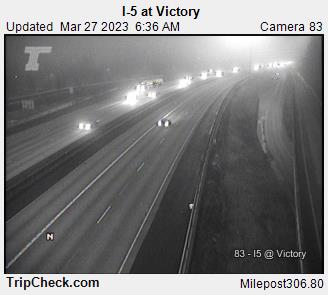 I-5 at Victory
Updated Mar 27 2023 6:36 AM Camera 83
T
N
83 - I5 @ Victory
TripCheck.com Milepost306.80